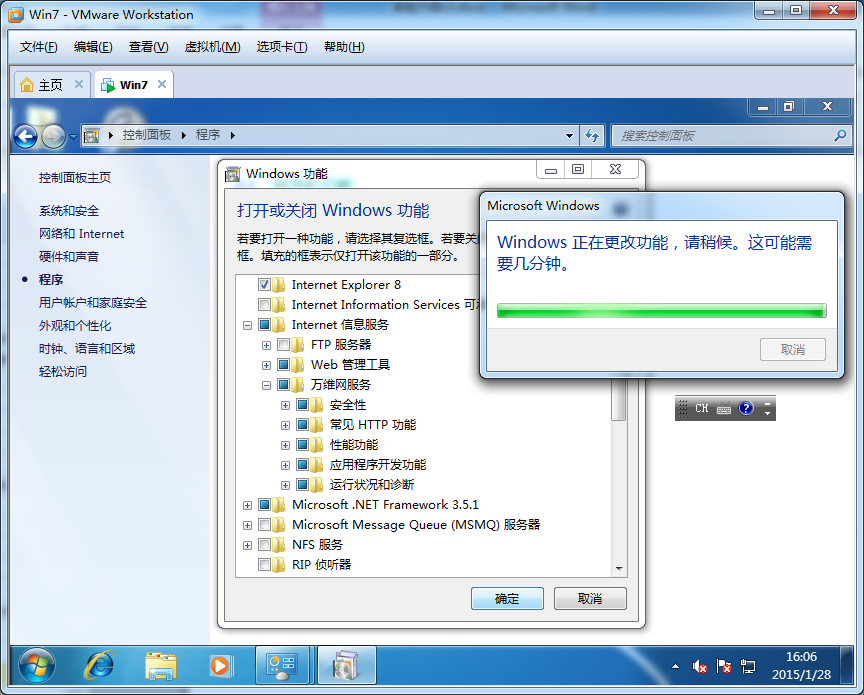 Win7 - VMware Workstation
文件(F) 编辑(E) 查看(V) 虚拟机(M) 选项卡(T) 帮助(H)
主页 Win7
控制面板 程序 搜索控制面板
控制面板主页
系统和安全
网络和 Internet
硬件和声音
程序
用户帐户和家庭安全
外观和个性化
时钟、语言和区域
轻松访问
Windows 功能
打开或关闭 Windows 功能
若要打开一种功能，请选择其复选框。若要关
框。填充的框表示仅打开该功能的一部分。
Internet Explorer 8
Internet Information Services 可
Internet 信息服务
FTP 服务器
Web 管理工具
万维网服务
安全性
常见 HTTP 功能
性能功能
应用程序开发功能
运行状况和诊断
Microsoft .NET Framework 3.5.1
Microsoft Message Queue (MSMQ) 服务器
NFS 服务
RIP 侦听器
确定 取消
Microsoft Windows
Windows 正在更改功能，请稍候。这可能需
要几分钟。
取消
CH
16:06
2015/1/28